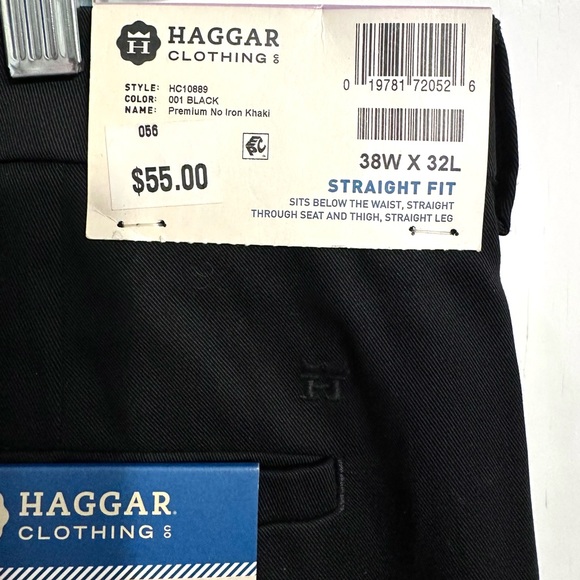 HAGGAR
CLOTHING CO
STYLE: HC10889
COLOR: 001 BLACK
NAME: Premium No Iron Khaki
056
$55.00
0 19781 72052 6
38W X 32L
STRAIGHT FIT
SITS BELOW THE WAIST, STRAIGHT
THROUGH SEAT AND THIGH, STRAIGHT LEG
H
HAGGAR®
CLOTHING CO